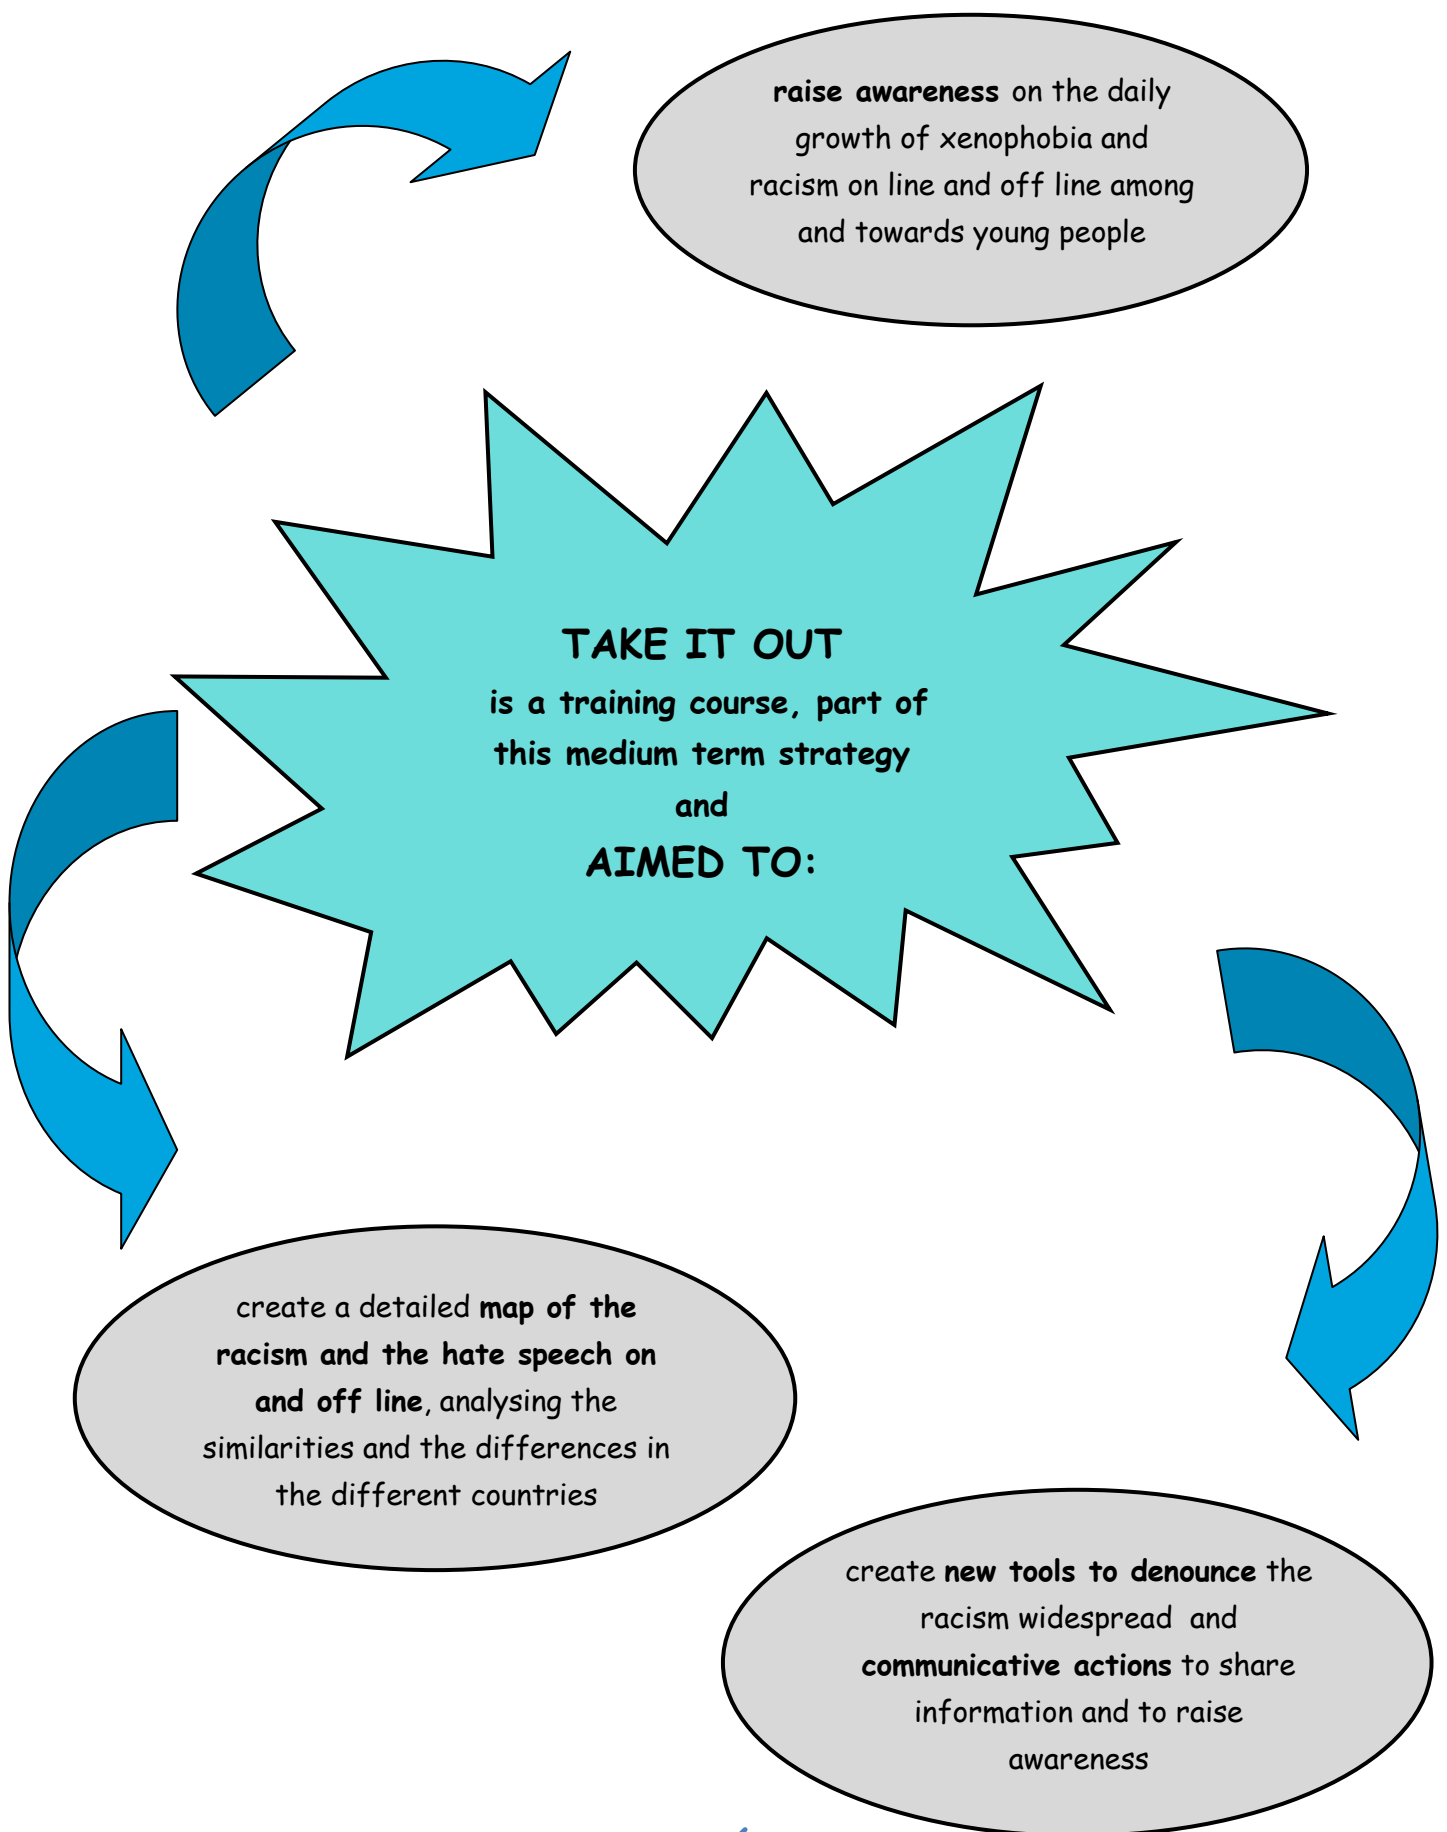 raise awareness on the daily
growth of xenophobia and
racism on line and off line among
and towards young people
TAKE IT OUT
is a training course, part of
this medium term strategy
and
AIMED TO:
create a detailed map of the
racism and the hate speech on
and off line, analysing the
similarities and the differences in
the different countries
create new tools to denounce the
racism widespread  and
communicative actions to share
information and to raise
awareness